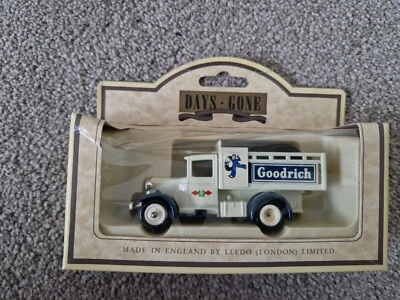 DAYS-GONE
Goodrich
MADE IN ENGLAND BY LLEDO (LONDON) LIMITED